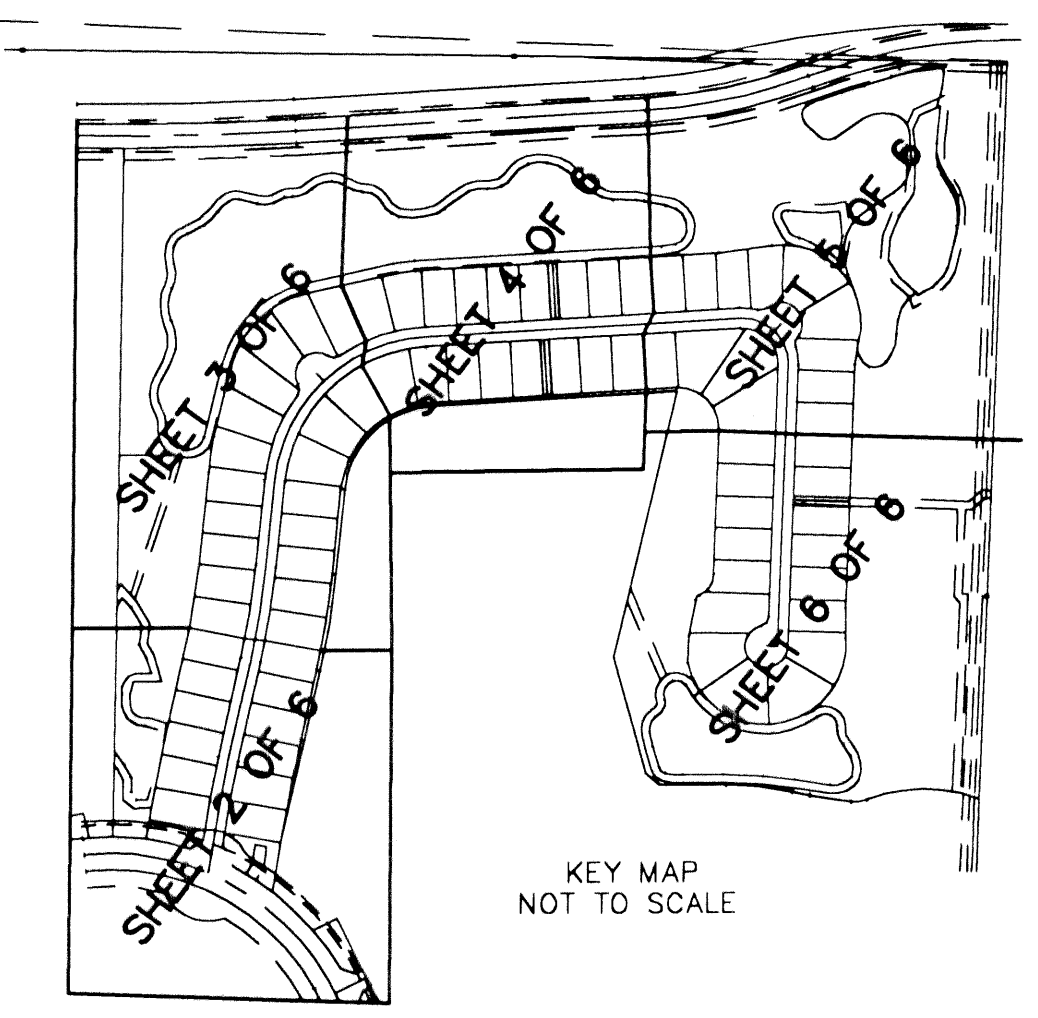 SHEET 3 OF 6
SHEET 4 OF 6
SHEET 5 OF 6
SHEET 6 OF 6
SHEET 2 OF 6
KEY MAP
NOT TO SCALE